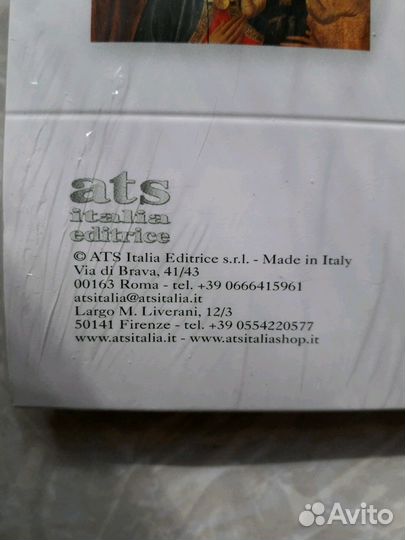 ats
italia
editrice
© ATS Italia Editrice s.r.l. - Made in Italy
Via di Brava, 41/43
00163 Roma - tel. +39 0666415961
atsitalia@atsitalia.it
Largo M. Liverani, 12/3
50141 Firenze - tel. +39 0554220577
www.atsitalia.it - www.atsitaliashop.it
Avito